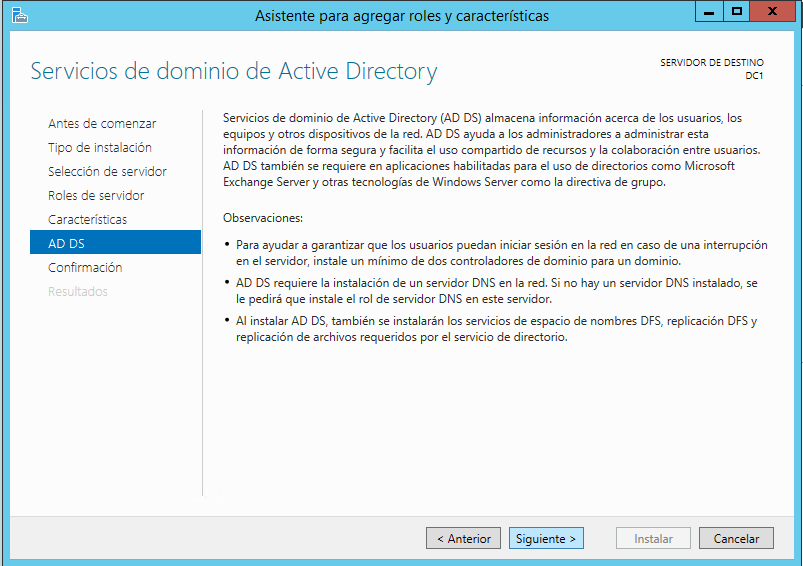 Asistente para agregar roles y características
Servicios de dominio de Active Directory
SERVIDOR DE DESTINO
DC1
Antes de comenzar
Tipo de instalación
Selección de servidor
Roles de servidor
Características
AD DS
Confirmación
Resultados
Servicios de dominio de Active Directory (AD DS) almacena información acerca de los usuarios, los
equipos y otros dispositivos de la red. AD DS ayuda a los administradores a administrar esta
información de forma segura y facilita el uso compartido de recursos y la colaboración entre usuarios.
AD DS también se requiere en aplicaciones habilitadas para el uso de directorios como Microsoft
Exchange Server y otras tecnologías de Windows Server como la directiva de grupo.
Observaciones:
• Para ayudar a garantizar que los usuarios puedan iniciar sesión en la red en caso de una interrupción
en el servidor, instale un mínimo de dos controladores de dominio para un dominio.
• AD DS requiere la instalación de un servidor DNS en la red. Si no hay un servidor DNS instalado, se
le pedirá que instale el rol de servidor DNS en este servidor.
• Al instalar AD DS, también se instalarán los servicios de espacio de nombres DFS, replicación DFS y
replicación de archivos requeridos por el servicio de directorio.
< Anterior
Siguiente >
Instalar
Cancelar